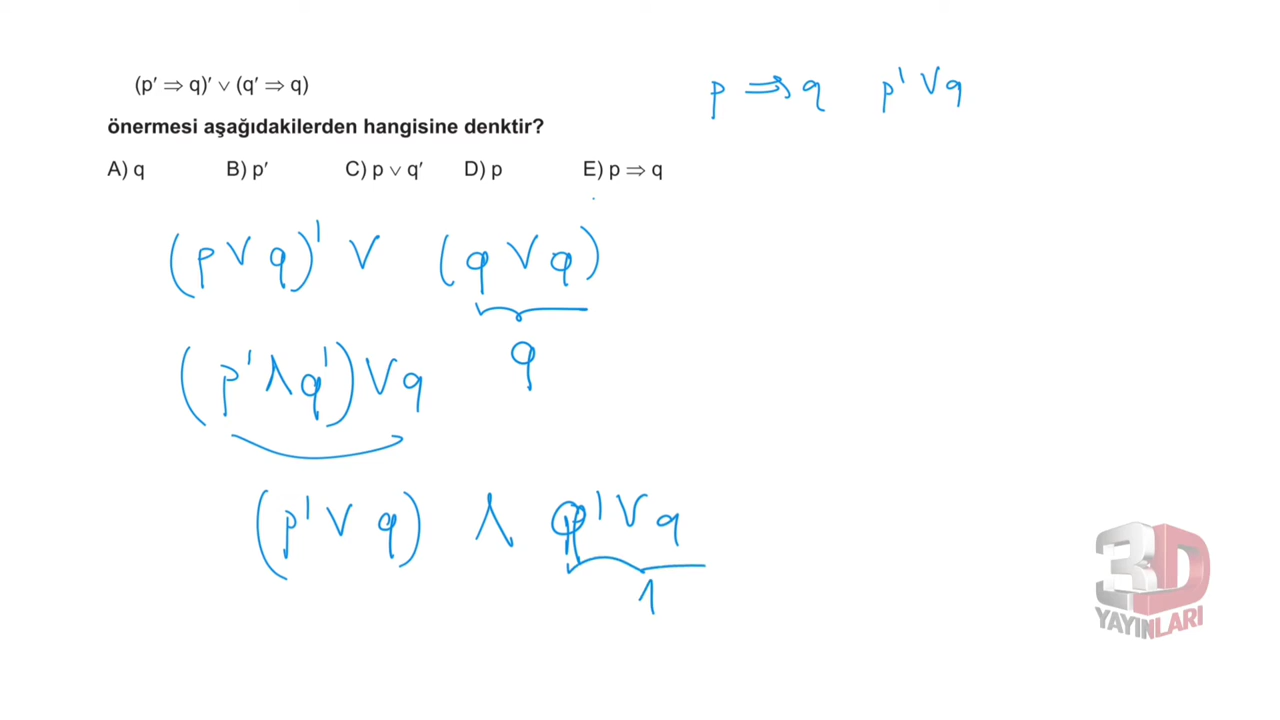 (p′ ⇒ q)′ ∨ (q′ ⇒ q)
önermesi aşağıdakilerden hangisine denktir?
A) q B) p′ C) p ∨ q′ D) p E) p ⇒ q
p ⇒ q p′ ∨ q
(p ∨ q)′ ∨ (q ∨ q)
q
(p′ ∧ q′) ∨ q
(p′ ∨ q) ∧ q′ ∨ q
1
3D
YAYINLARI